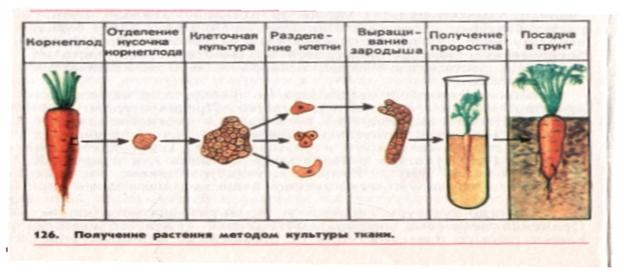 Корнеплод
Отделение
кусочка
корнеплода
Клеточная
культура
Разделе-
ние клетки
Выращи-
вание
зародыша
Получение
проростка
Посадка
в грунт
126. Получение растения методом культуры ткани.